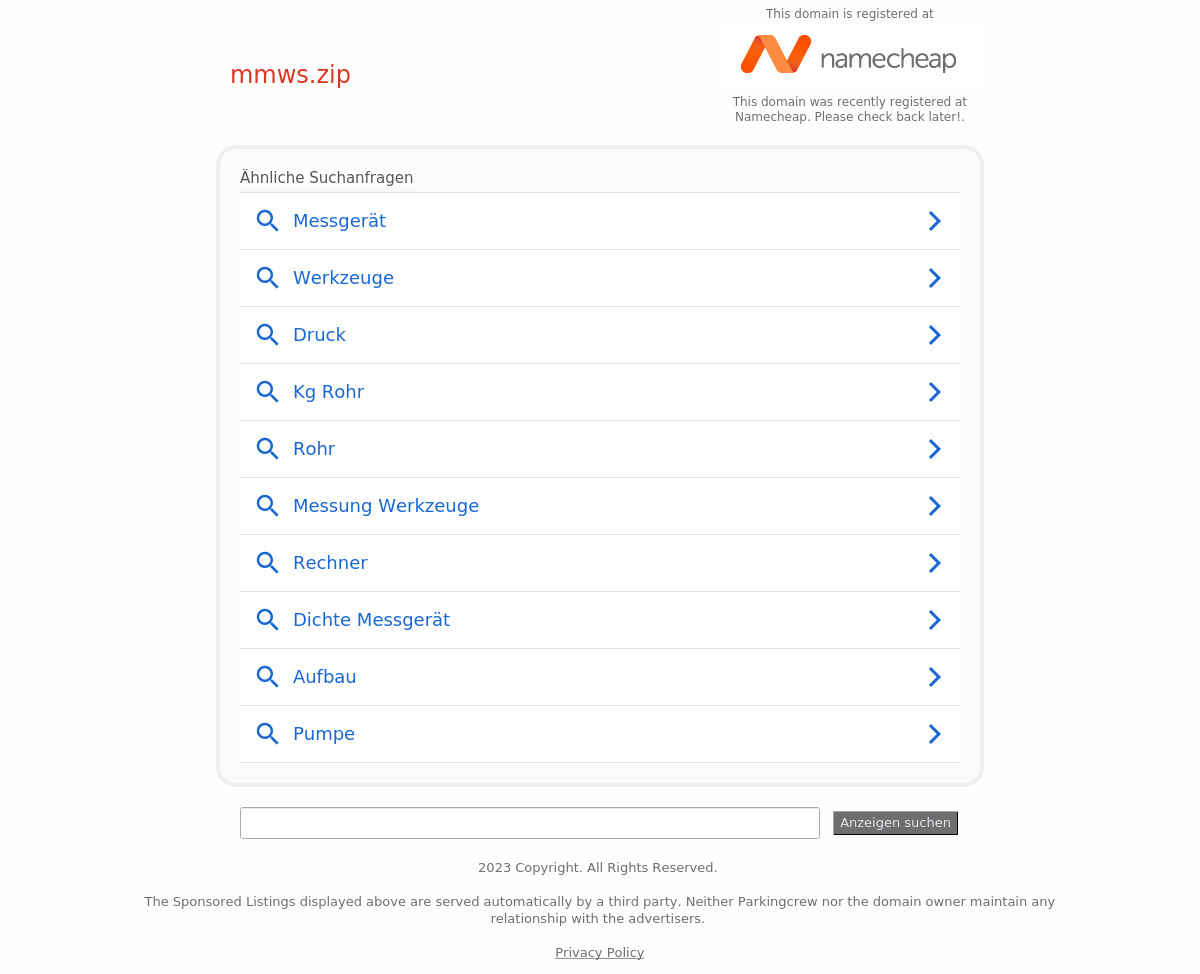 This domain is registered at
namecheap
mmws.zip
This domain was recently registered at
Namecheap. Please check back later!.
Ähnliche Suchanfragen
Messgerät
Werkzeuge
Druck
Kg Rohr
Rohr
Messung Werkzeuge
Rechner
Dichte Messgerät
Aufbau
Pumpe
Anzeigen suchen
2023 Copyright. All Rights Reserved.
The Sponsored Listings displayed above are served automatically by a third party. Neither Parkingcrew nor the domain owner maintain any
relationship with the advertisers.
Privacy Policy